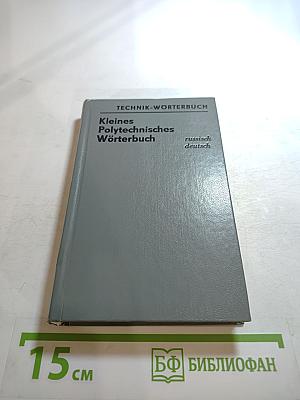 TECHNIK-WÖRTERBUCH
Kleines
Polytechnisches
Wörterbuch
russisch
deutsch
15 см
БФ БИБЛИОФАН